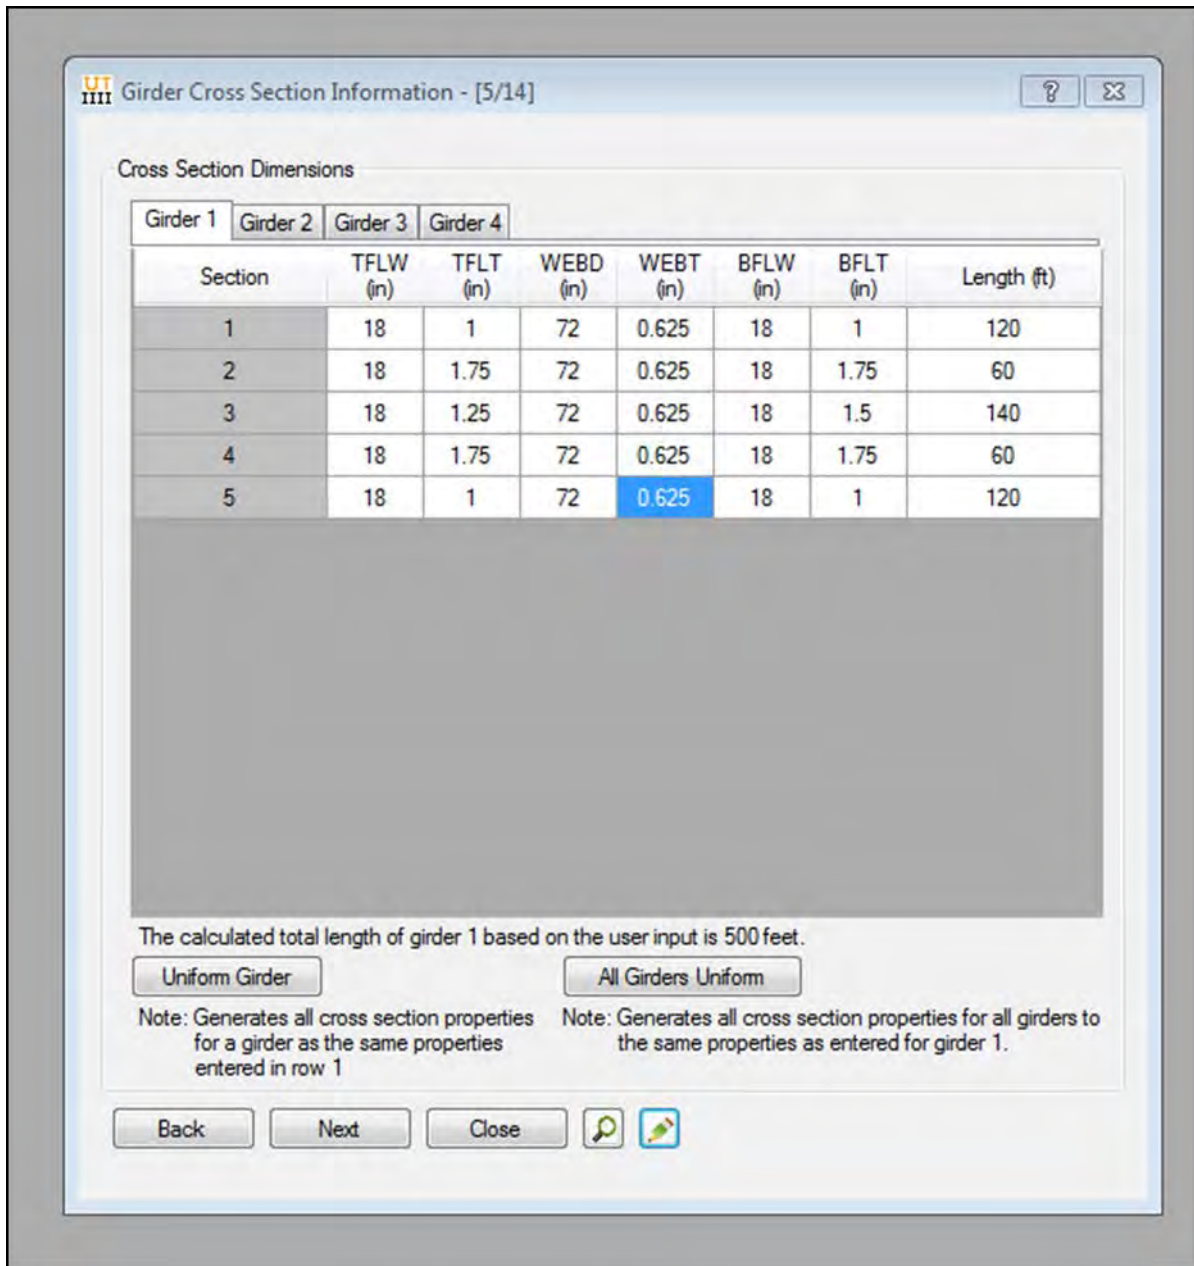 UT
Girder Cross Section Information - [5/14]
Cross Section Dimensions
Girder 1 Girder 2 Girder 3 Girder 4
Section TFLW (in) TFLT (in) WEBD (in) WEBT (in) BFLW (in) BFLT (in) Length (ft)
1 18 1 72 0.625 18 1 120
2 18 1.75 72 0.625 18 1.75 60
3 18 1.25 72 0.625 18 1.5 140
4 18 1.75 72 0.625 18 1.75 60
5 18 1 72 0.625 18 1 120
The calculated total length of girder 1 based on the user input is 500 feet.
Uniform Girder
All Girders Uniform
Note: Generates all cross section properties
for a girder as the same properties
entered in row 1
Note: Generates all cross section properties for all girders to
the same properties as entered for girder 1.
Back Next Close